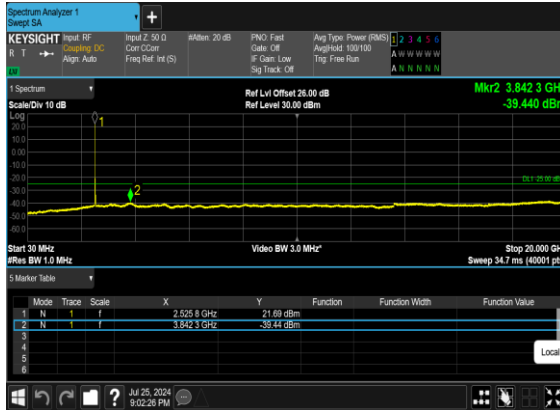 Spectrum Analyzer 1
Swept SA
KEYSIGHT Input: RF Input Z: 50 Ω #Atten: 20 dB PNO: Fast Avg Type: Power (RMS) 1 2 3 4 5 6
R T Coupling: DC Corr CCorr Gate: Off Avg|Hold: 100/100 A W W W W W
Align: Auto Freq Ref: Int (S) IF Gain: Low Trig: Free Run
LXI Sig Track: Off A N N N N N
1 Spectrum Ref Lvl Offset 26.00 dB Mkr2 3.842 3 GH
Scale/Div 10 dB Ref Level 30.00 dBm -39.440 dBm
Log
20.0
10.0
0.00
-10.0
-20.0
-30.0
-40.0
-50.0
-60.0
1
2
DL1 -25.00 dB
Start 30 MHz Video BW 3.0 MHz* Stop 20.000 GH
#Res BW 1.0 MHz Sweep 34.7 ms (40001 pts
5 Marker Table
Mode Trace Scale X Y Function Function Width Function Value
1 N 1 f 2.525 8 GHz 21.69 dBm
2 N 1 f 3.842 3 GHz -39.44 dBm
3
4
5
6
Local
Jul 25, 2024
9:02:26 PM